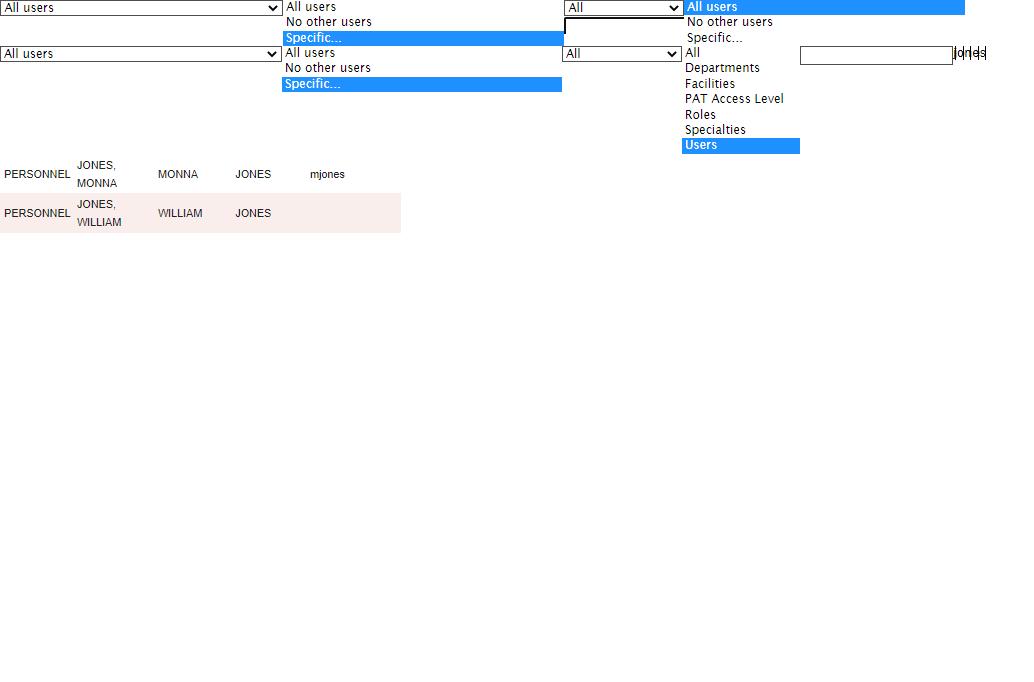 All users All users All All users
No other users No other users
Specific... Specific...
All users All users All All jones
No other users Departments
Specific... Facilities
PAT Access Level
Roles
Specialties
Users
PERSONNEL JONES, MONNA MONNA JONES mjones
PERSONNEL JONES, WILLIAM WILLIAM JONES